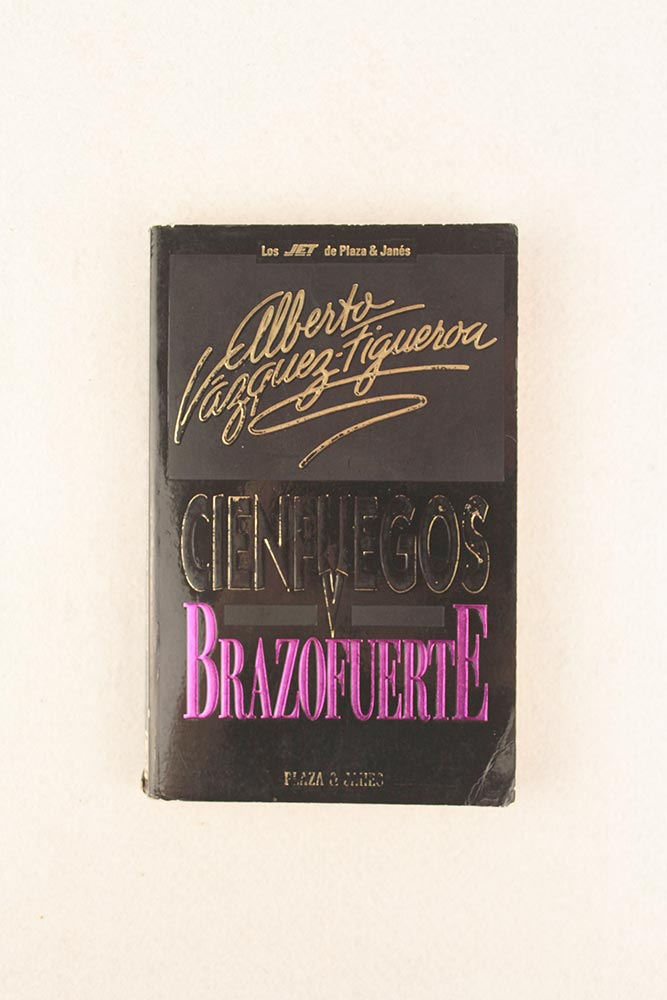 Los JET de Plaza & Janés
Alberto
Vázquez-Figueroa
CIENFUEGOS
V
BRAZOFUERTE
PLAZA & JANES